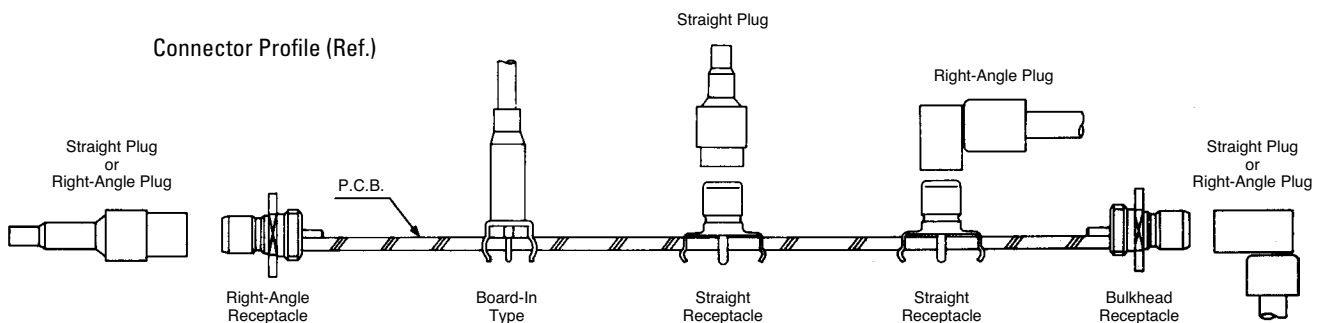 Connector Profile (Ref.)
Straight Plug
Right-Angle Plug
Straight Plug
or
Right-Angle Plug
Straight Plug
or
Right-Angle Plug
P.C.B.
Right-Angle
Receptacle
Board-In
Type
Straight
Receptacle
Straight
Receptacle
Bulkhead
Receptacle